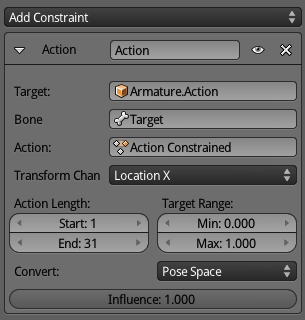 Add Constraint
Action Action
Target: Armature.Action
Bone Target
Action: Action Constrained
Transform Chan Location X
Action Length: Target Range:
Start: 1 Min: 0.000
End: 31 Max: 1.000
Convert: Pose Space
Influence: 1.000